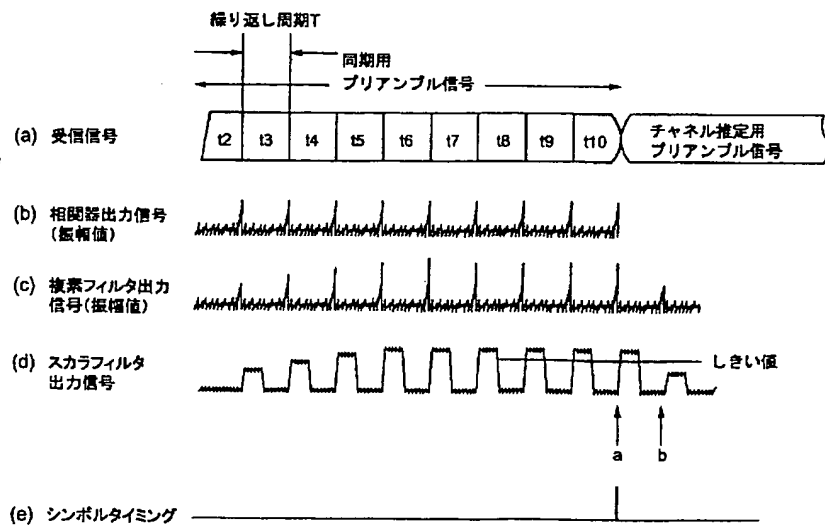 繰り返し周期T
同期用
プリアンブル信号
(a) 受信信号
t2 t3 t4 t5 t6 t7 t8 t9 t10
チャネル推定用
プリアンブル信号
(b) 相関器出力信号
(振幅値)
(c) 複素フィルタ出力
信号(振幅値)
(d) スカラフィルタ
出力信号
しきい値
a b
(e) シンボルタイミング